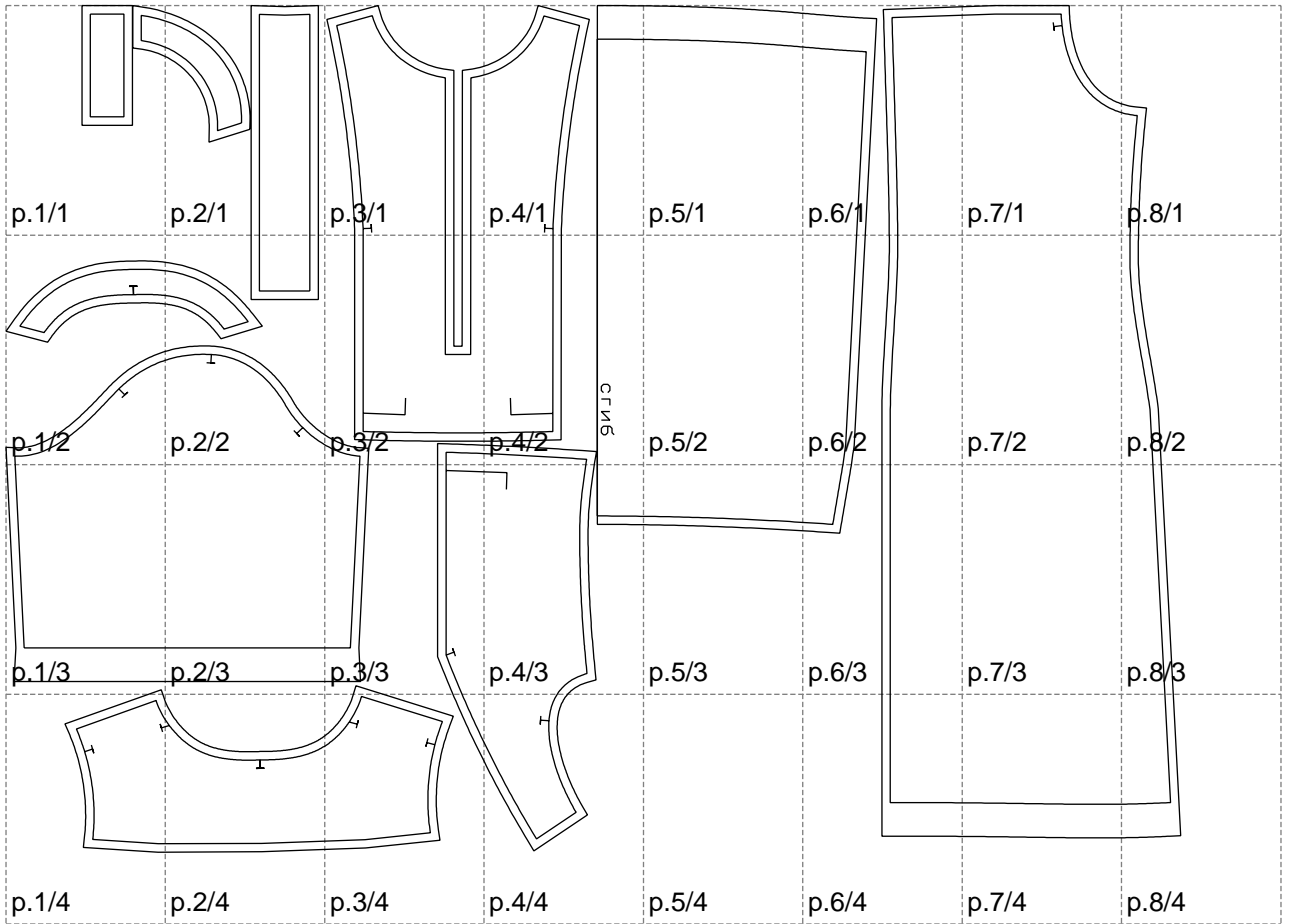 p.1/1 p.2/1 p.3/1 p.4/1 p.5/1 p.6/1 p.7/1 p.8/1
сгиб
p.1/2 p.2/2 p.3/2 p.4/2 p.5/2 p.6/2 p.7/2 p.8/2
p.1/3 p.2/3 p.3/3 p.4/3 p.5/3 p.6/3 p.7/3 p.8/3
p.1/4 p.2/4 p.3/4 p.4/4 p.5/4 p.6/4 p.7/4 p.8/4